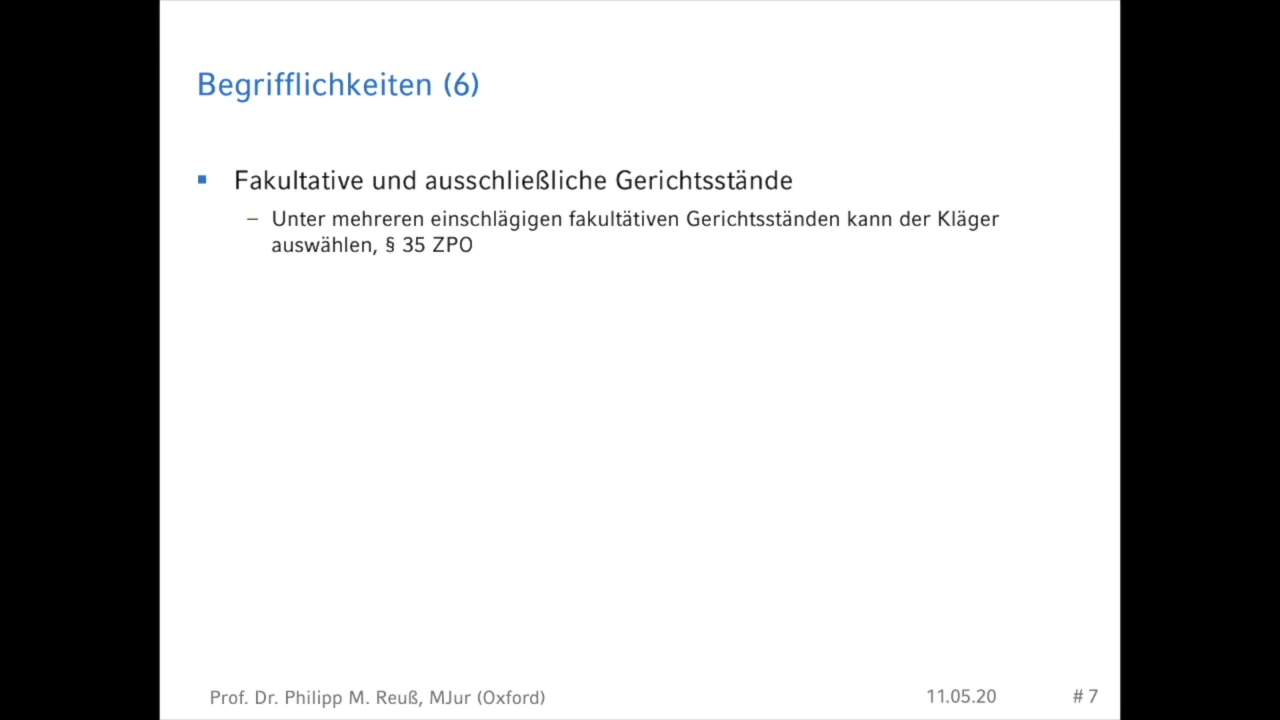 Begrifflichkeiten (6)
Fakultative und ausschließliche Gerichtsstände
– Unter mehreren einschlägigen fakultätiven Gerichtsständen kann der Kläger
auswählen, § 35 ZPO
Prof. Dr. Philipp M. Reuß, MJur (Oxford)
11.05.20
# 7